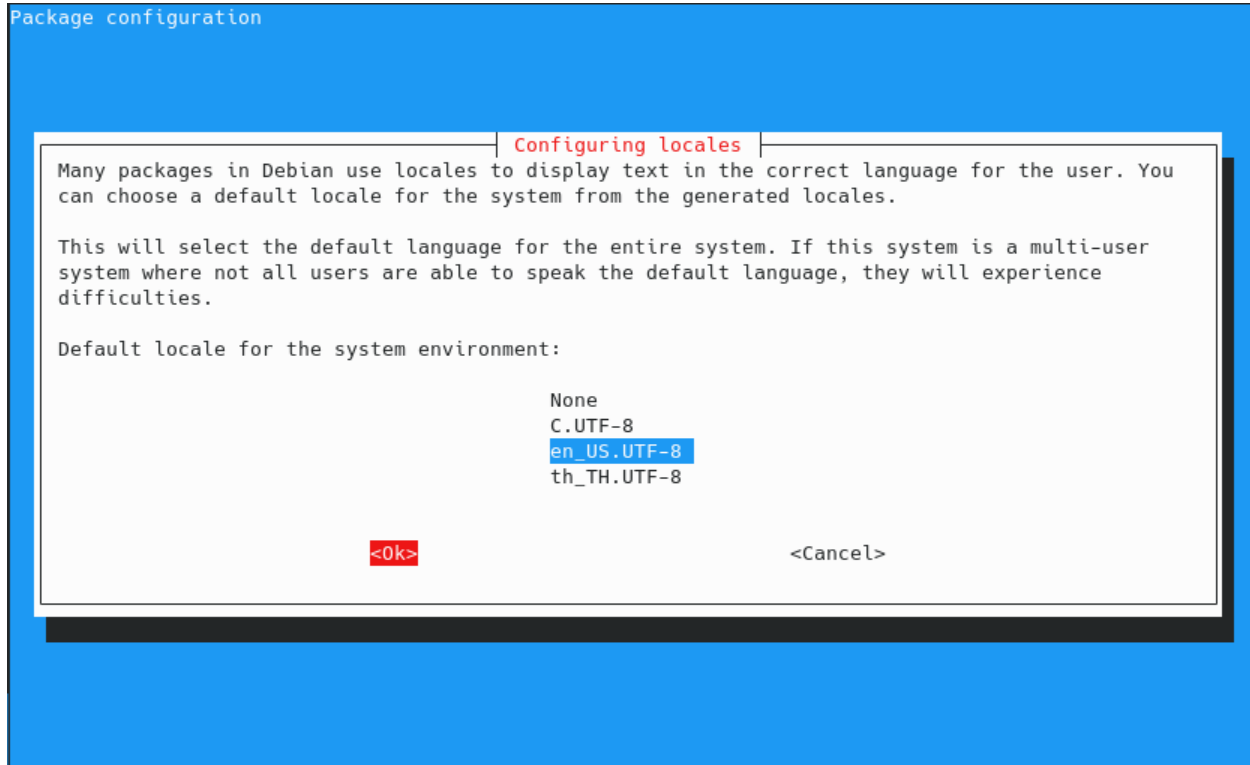 Package configuration
Configuring locales
Many packages in Debian use locales to display text in the correct language for the user. You
can choose a default locale for the system from the generated locales.
This will select the default language for the entire system. If this system is a multi-user
system where not all users are able to speak the default language, they will experience
difficulties.
Default locale for the system environment:
None
C.UTF-8
en_US.UTF-8
th_TH.UTF-8
<Ok> <Cancel>